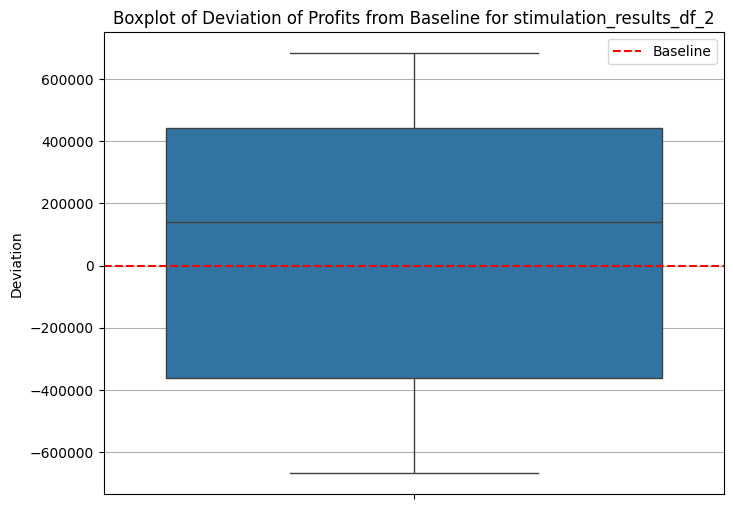 Boxplot of Deviation of Profits from Baseline for stimulation_results_df_2
Baseline
600000
400000
200000
0
−200000
−400000
−600000
Deviation